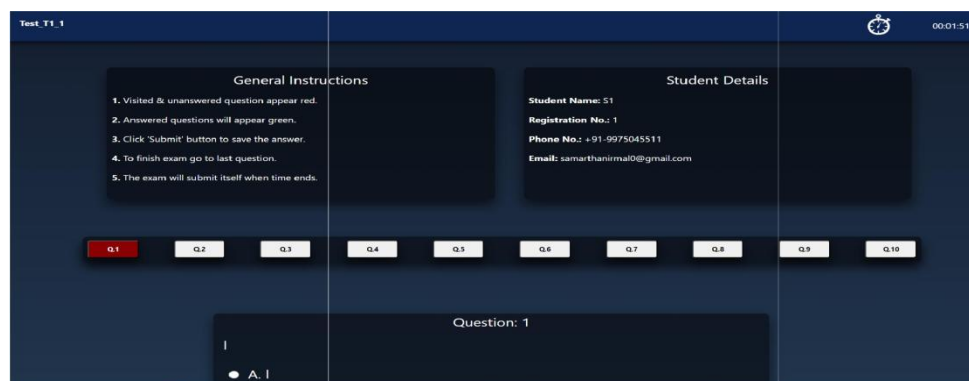 Test_T1_1
00:01:51
General Instructions
1. Visited & unanswered question appear red.
2. Answered questions will appear green.
3. Click 'Submit' button to save the answer.
4. To finish exam go to last question.
5. The exam will submit itself when time ends.
Student Details
Student Name: S1
Registration No.: 1
Phone No.: +91-9975045511
Email: samarthanirmal0@gmail.com
Q.1 Q.2 Q.3 Q.4 Q.5 Q.6 Q.7 Q.8 Q.9 Q.10
Question: 1
l
A. l